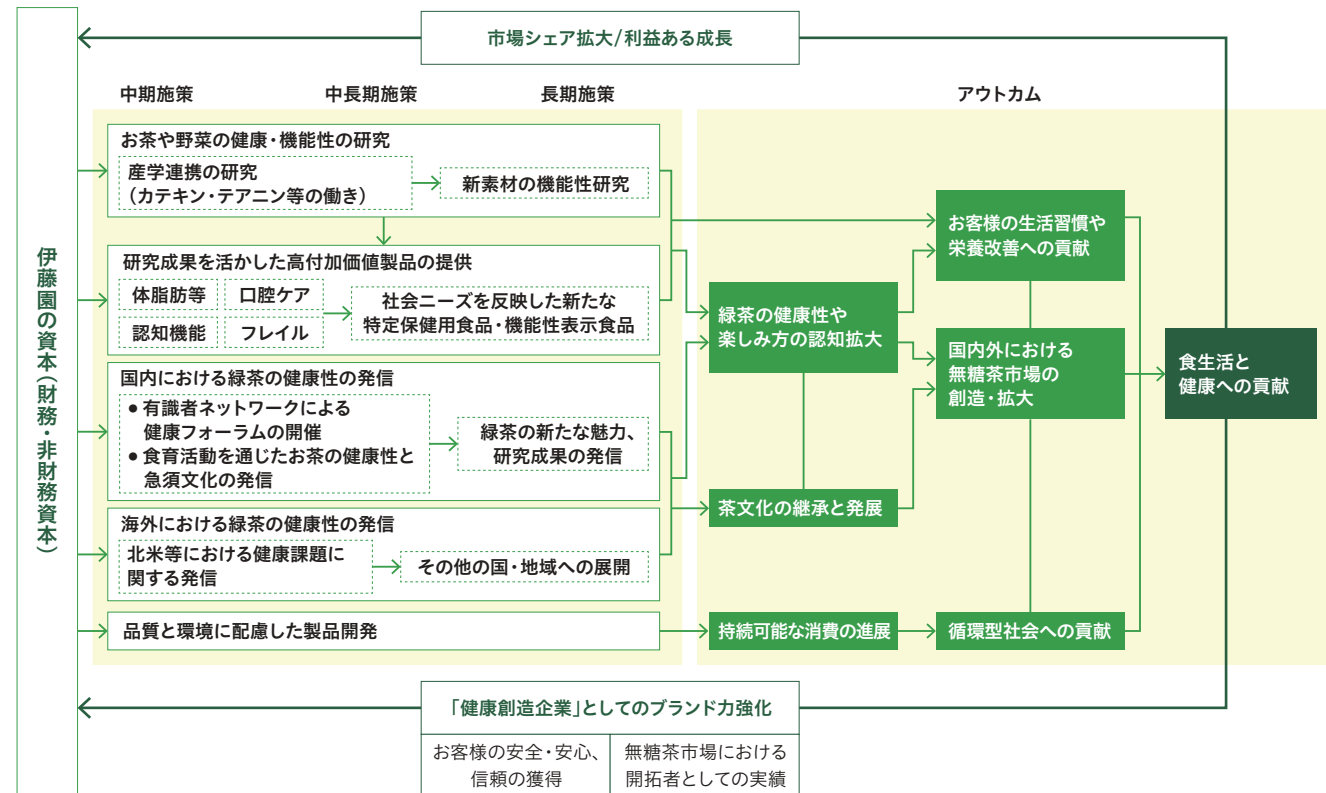 市場シェア拡大/利益ある成長
中期施策
中長期施策
長期施策
アウトカム
伊藤園の資本(財務・非財務資本)
お茶や野菜の健康・機能性の研究
産学連携の研究
(カテキン・テアニン等の働き)
新素材の機能性研究
研究成果を活かした高付加価値製品の提供
体脂肪等
口腔ケア
認知機能
フレイル
社会ニーズを反映した新たな
特定保健用食品・機能性表示食品
国内における緑茶の健康性の発信
● 有識者ネットワークによる
健康フォーラムの開催
● 食育活動を通じたお茶の健康性と
急須文化の発信
緑茶の新たな魅力、
研究成果の発信
海外における緑茶の健康性の発信
北米等における健康課題に
関する発信
その他の国・地域への展開
品質と環境に配慮した製品開発
緑茶の健康性や
楽しみ方の認知拡大
茶文化の継承と発展
持続可能な消費の進展
お客様の生活習慣や
栄養改善への貢献
国内外における
無糖茶市場の
創造・拡大
循環型社会への貢献
食生活と
健康への貢献
「健康創造企業」としてのブランド力強化
お客様の安全・安心、
信頼の獲得
無糖茶市場における
開拓者としての実績